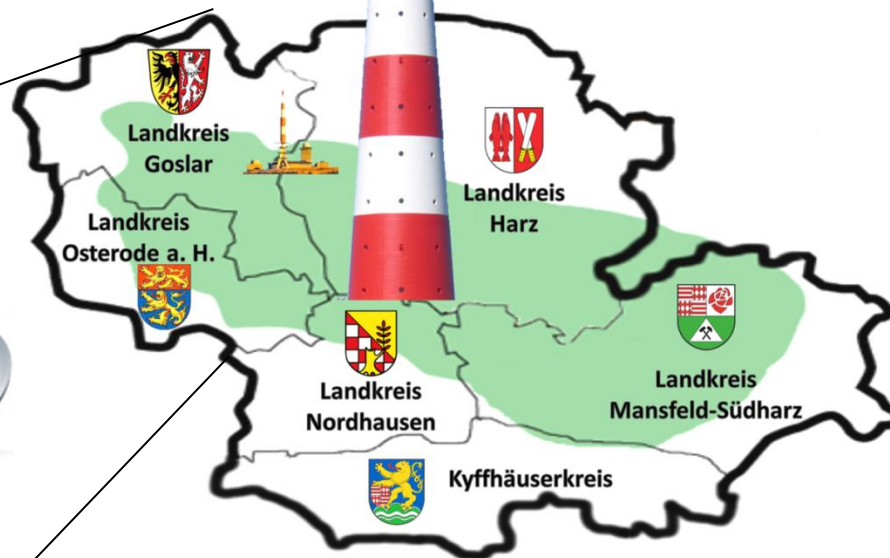 Landkreis
Goslar
Landkreis
Harz
Landkreis
Osterode a. H.
Landkreis
Mansfeld-Südharz
Landkreis
Nordhausen
Kyffhäuserkreis